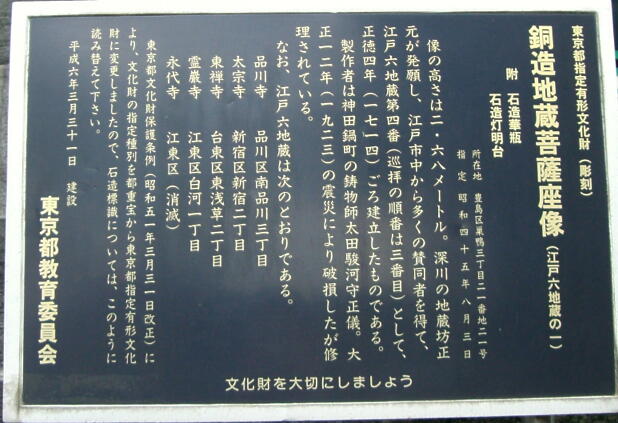 東京都指定有形文化財（彫刻）
銅造地蔵菩薩座像（江戸六地蔵の一）
附　石造華瓶
石造灯明台
所在地　豊島区巣鴨三丁目二一番地二一号
指定　昭和四十五年八月三日
像の高さは二・六八メートル。深川の地蔵坊正
元が発願し、江戸市中から多くの賛同者を得て、
江戸六地蔵第四番（巡拝の順番は三番目）として、
正徳四年（一七一四）ごろ建立したものである。
製作者は神田鍋町の鋳物師太田駿河守正儀。大
正一二年（一九二三）の震災により破損したが修
理されている。
なお、江戸六地蔵は次のとおりである。
品川寺　品川区南品川三丁目
太宗寺　新宿区新宿二丁目
東禅寺　台東区東浅草二丁目
霊巌寺　江東区白河一丁目
永代寺　江東区（消滅）
東京都文化財保護条例（昭和五一年三月三一日改正）に
より、文化財の指定種別を都重宝から東京都指定有形文化
財に変更しましたので、石造標識については、このように
読み替えて下さい。
平成六年三月三十一日　建設
東京都教育委員会
文化財を大切にしましょう